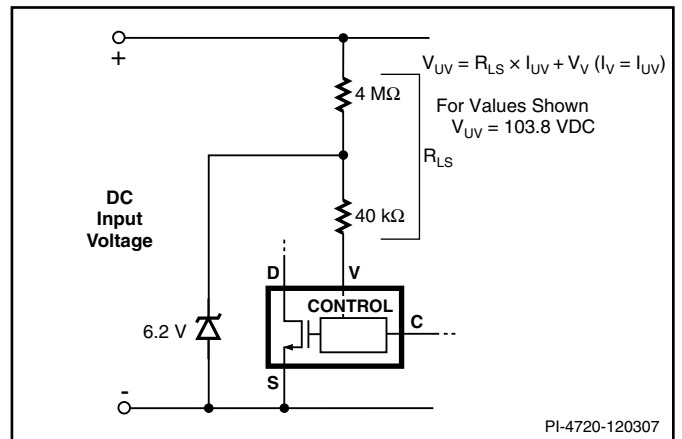 +
V_UV = R_LS × I_UV + V_V (I_V = I_UV)
4 MΩ
For Values Shown
V_UV = 103.8 VDC
R_LS
DC
Input
Voltage
40 kΩ
D
V
CONTROL
C
6.2 V
S
-
PI-4720-120307